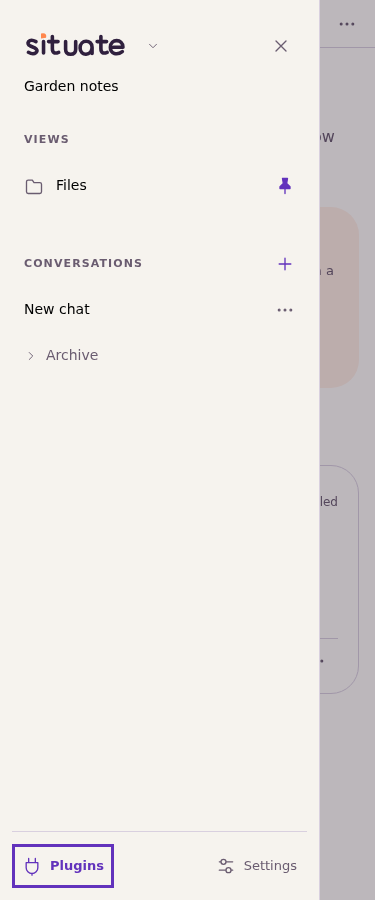 situate
Garden notes
VIEWS
Files
CONVERSATIONS
New chat
Archive
Plugins
Settings